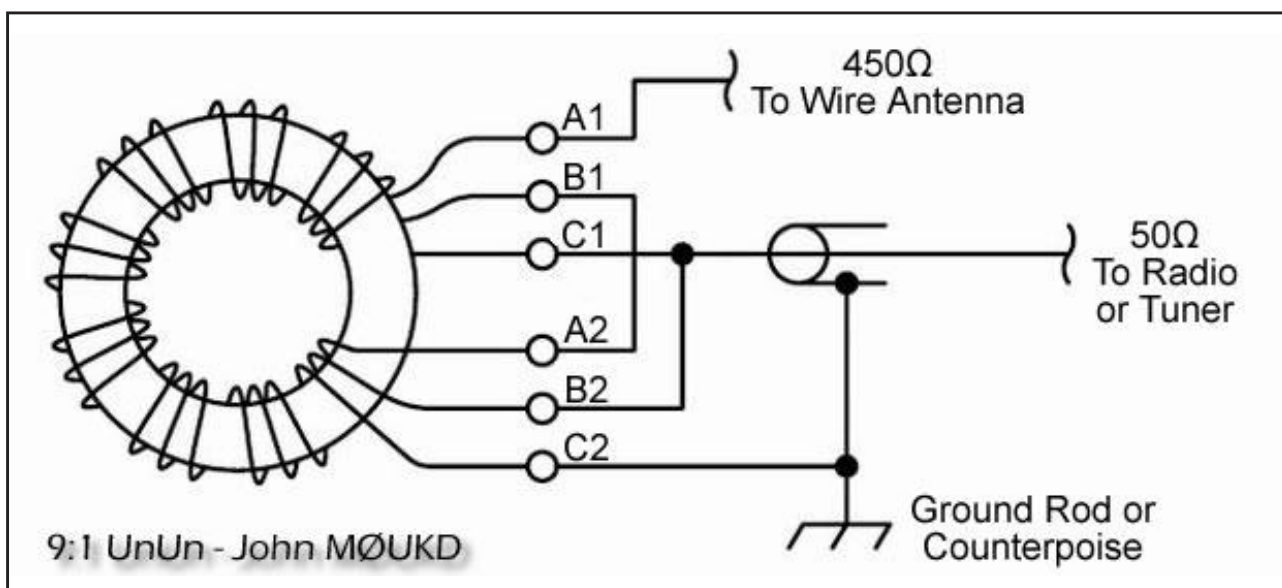 450Ω
To Wire Antenna
A1
B1
C1
50Ω
To Radio
or Tuner
A2
B2
C2
Ground Rod or
Counterpoise
9:1 UnUn - John MØUKD